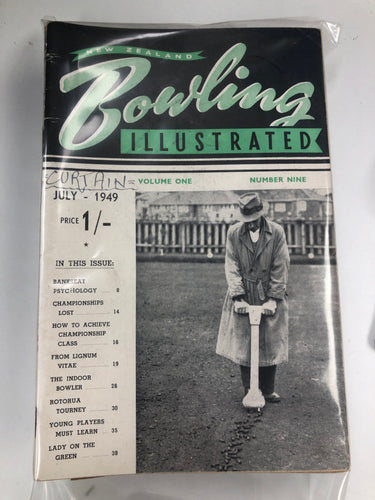 NEW ZEALAND
Bowling
ILLUSTRATED
CURTAIN
VOLUME ONE NUMBER NINE
JULY - 1949
PRICE 1/-
IN THIS ISSUE:
BANKSEAT
PSYCHOLOGY ... 8
CHAMPIONSHIPS
LOST ... 14
HOW TO ACHIEVE
CHAMPIONSHIP
CLASS ... 16
FROM LIGNUM
VITAE ... 19
THE INDOOR
BOWLER ... 26
ROTORUA
TOURNEY ... 30
YOUNG PLAYERS
MUST LEARN ... 35
LADY ON THE
GREEN ... 38